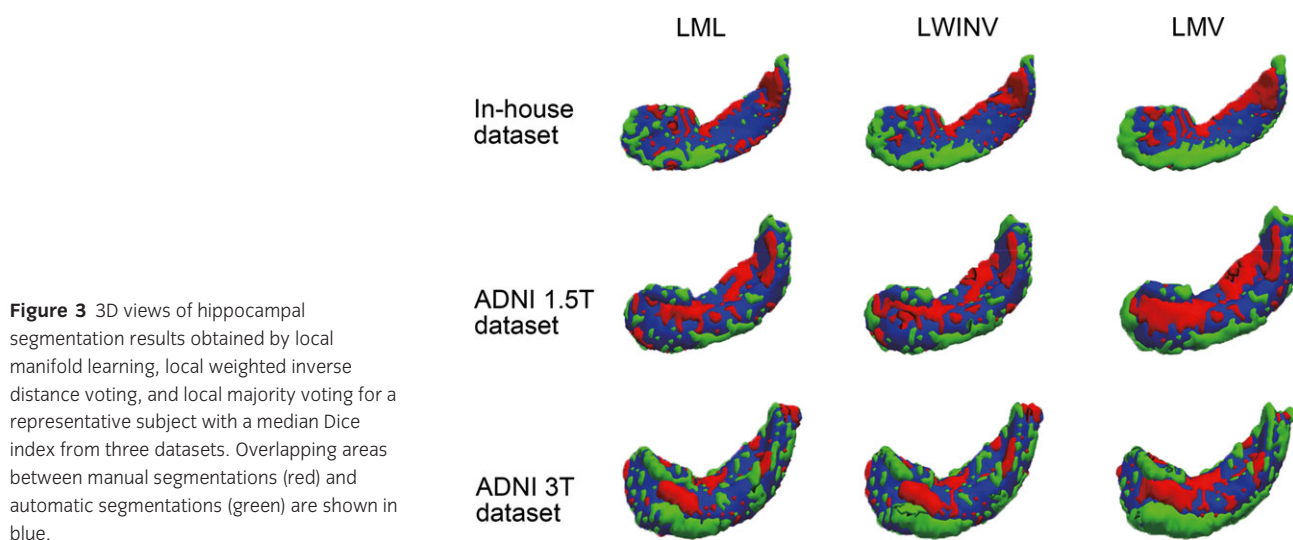 LML LWINV LMV
In-house
dataset
ADNI 1.5T
dataset
ADNI 3T
dataset
Figure 3 3D views of hippocampal
segmentation results obtained by local
manifold learning, local weighted inverse
distance voting, and local majority voting for a
representative subject with a median Dice
index from three datasets. Overlapping areas
between manual segmentations (red) and
automatic segmentations (green) are shown in
blue.